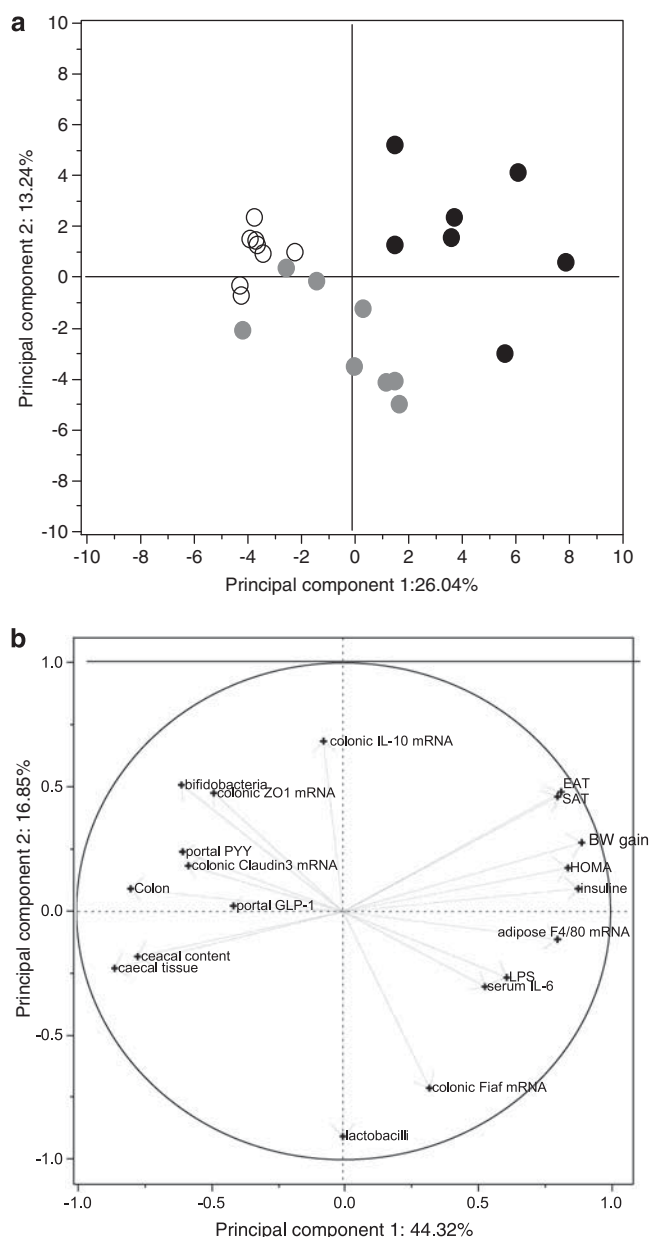 a
10
8
6
4
2
0
-2
-4
-6
-8
-10
Principal component 2: 13.24%
-10 -8 -6 -4 -2 0 2 4 6 8 10
Principal component 1:26.04%
b
1.0
0.5
0.0
-0.5
-1.0
Principal component 2: 16.85%
colonic IL-10 mRNA
bifidobacteria
colonic ZO1 mRNA
EAT
SAT
BW gain
portal PYY
colonic Claudin3 mRNA
HOMA
Colon
insuline
portal GLP-1
adipose F4/80 mRNA
ceacal content
caecal tissue
LPS
serum IL-6
colonic Fiaf mRNA
lactobacilli
-1.0 -0.5 0.0 0.5 1.0
Principal component 1: 44.32%